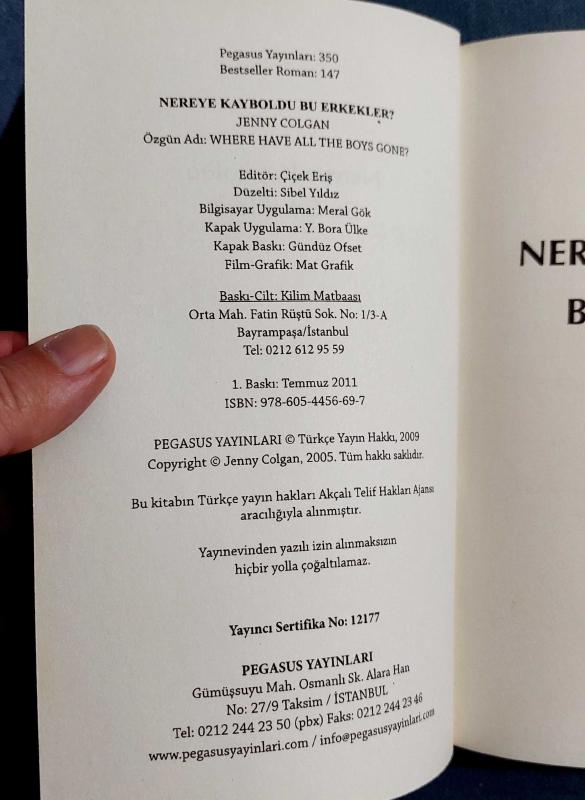 Pegasus Yayınları: 350
Bestseller Roman: 147
NEREYE KAYBOLDU BU ERKEKLER?
JENNY COLGAN
Özgün Adı: WHERE HAVE ALL THE BOYS GONE?
Editör: Çiçek Eriş
Düzelti: Sibel Yıldız
Bilgisayar Uygulama: Meral Gök
Kapak Uygulama: Y. Bora Ülke
Kapak Baskı: Gündüz Ofset
Film-Grafik: Mat Grafik
Baskı-Cilt: Kilim Matbaası
Orta Mah. Fatin Rüştü Sok. No: 1/3-A
Bayrampaşa/İstanbul
Tel: 0212 612 95 59
1. Baskı: Temmuz 2011
ISBN: 978-605-4456-69-7
PEGASUS YAYINLARI © Türkçe Yayın Hakkı, 2009
Copyright © Jenny Colgan, 2005. Tüm hakkı saklıdır.
Bu kitabın Türkçe yayın hakları Akçalı Telif Hakları Ajansı
aracılığıyla alınmıştır.
Yayınevinden yazılı izin alınmaksızın
hiçbir yolla çoğaltılamaz.
Yayıncı Sertifika No: 12177
PEGASUS YAYINLARI
Gümüşsuyu Mah. Osmanlı Sk. Alara Han
No: 27/9 Taksim / İSTANBUL
Tel: 0212 244 23 50 (pbx) Faks: 0212 244 23 46
www.pegasusyayinlari.com / info@pegasusyayinlari.com
NER
B